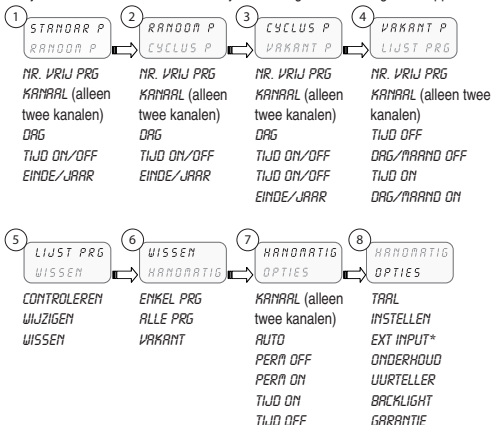 1
STANDAR P
RANDOM P
NR. VRIJ PRG
KANAAL (alleen
twee kanalen)
DAG
TIJD ON/OFF
EINDE/JAAR
2
RANDOM P
CYCLUS P
NR. VRIJ PRG
KANAAL (alleen
twee kanalen)
DAG
TIJD ON/OFF
EINDE/JAAR
3
CYCLUS P
VAKANT P
NR. VRIJ PRG
KANAAL (alleen
twee kanalen)
DAG
TIJD ON/OFF
TIJD ON/OFF
EINDE/JAAR
4
VAKANT P
LIJST PRG
NR. VRIJ PRG
KANAAL (alleen twee
kanalen)
TIJD OFF
DAG/MAAND OFF
TIJD ON
DAG/MAAND ON
5
LIJST PRG
WISSEN
CONTROLEREN
WIJZIGEN
WISSEN
6
WISSEN
HANDMATIG
ENKEL PRG
ALLE PRG
VAKANT
7
HANDMATIG
OPTIES
KANAAL (alleen
twee kanalen)
AUTO
PERM OFF
PERM ON
TIJD ON
TIJD OFF
8
HANDMATIG
OPTIES
TAAL
INSTELLEN
EXT INPUT*
ONDERHOUD
UURTELLER
BACKLIGHT
GARANTIE